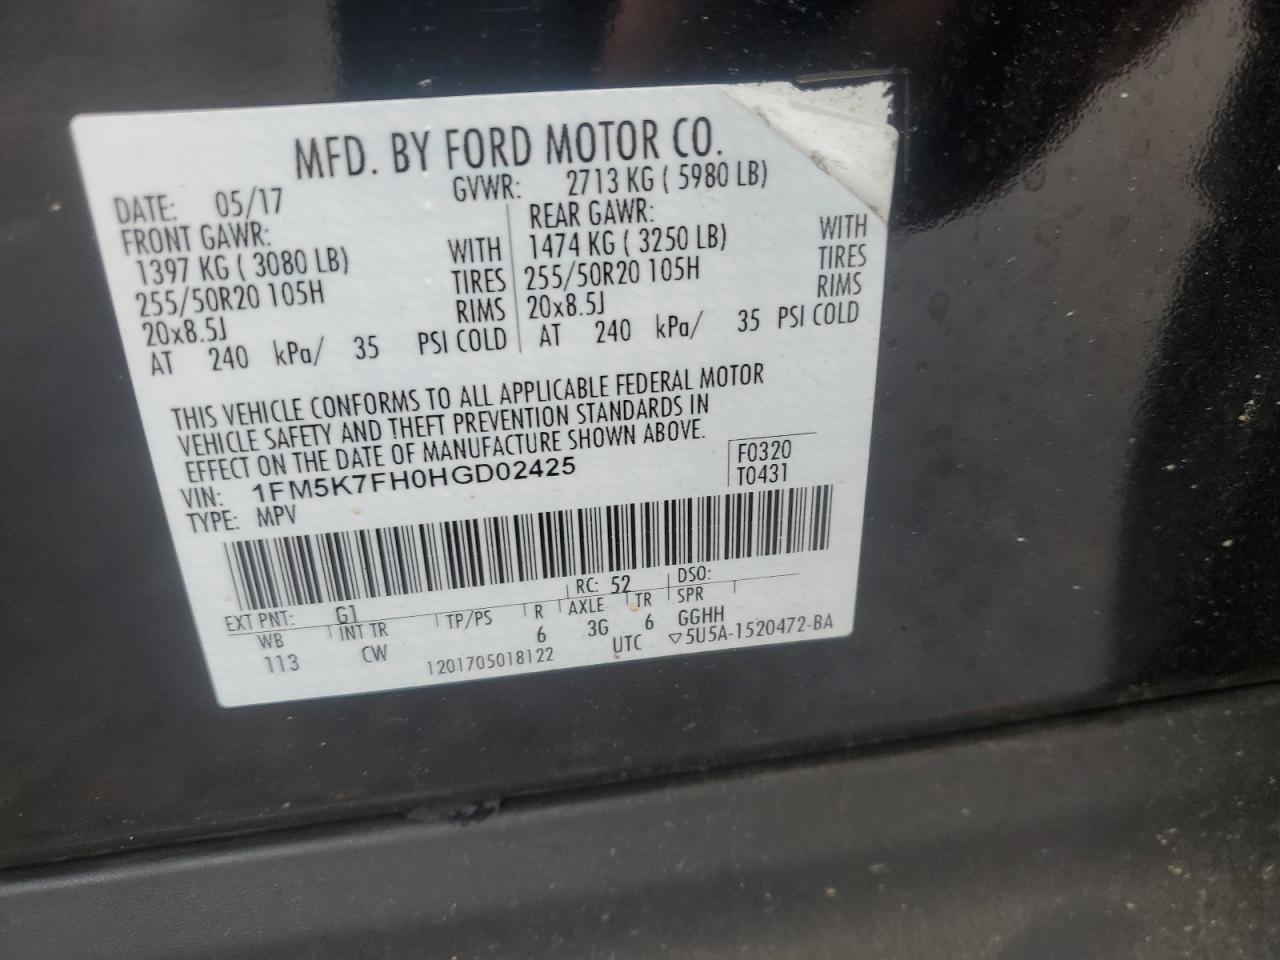 MFD. BY FORD MOTOR CO.
DATE: 05/17 GVWR: 2713 KG ( 5980 LB)
FRONT GAWR: REAR GAWR:
1397 KG ( 3080 LB) WITH 1474 KG ( 3250 LB) WITH
255/50R20 105H TIRES 255/50R20 105H TIRES
20x8.5J RIMS 20x8.5J RIMS
AT 240 kPa/ 35 PSI COLD AT 240 kPa/ 35 PSI COLD
THIS VEHICLE CONFORMS TO ALL APPLICABLE FEDERAL MOTOR
VEHICLE SAFETY AND THEFT PREVENTION STANDARDS IN
EFFECT ON THE DATE OF MANUFACTURE SHOWN ABOVE.
VIN: 1FM5K7FH0HGD02425 F0320
TYPE: MPV T0431
EXT PNT: G1 RC: 52 DSO:
WB INT TR TP/PS R AXLE TR SPR
113 CW 6 3G 6 GGHH
1201705018122 UTC ▽5U5A-1520472-BA